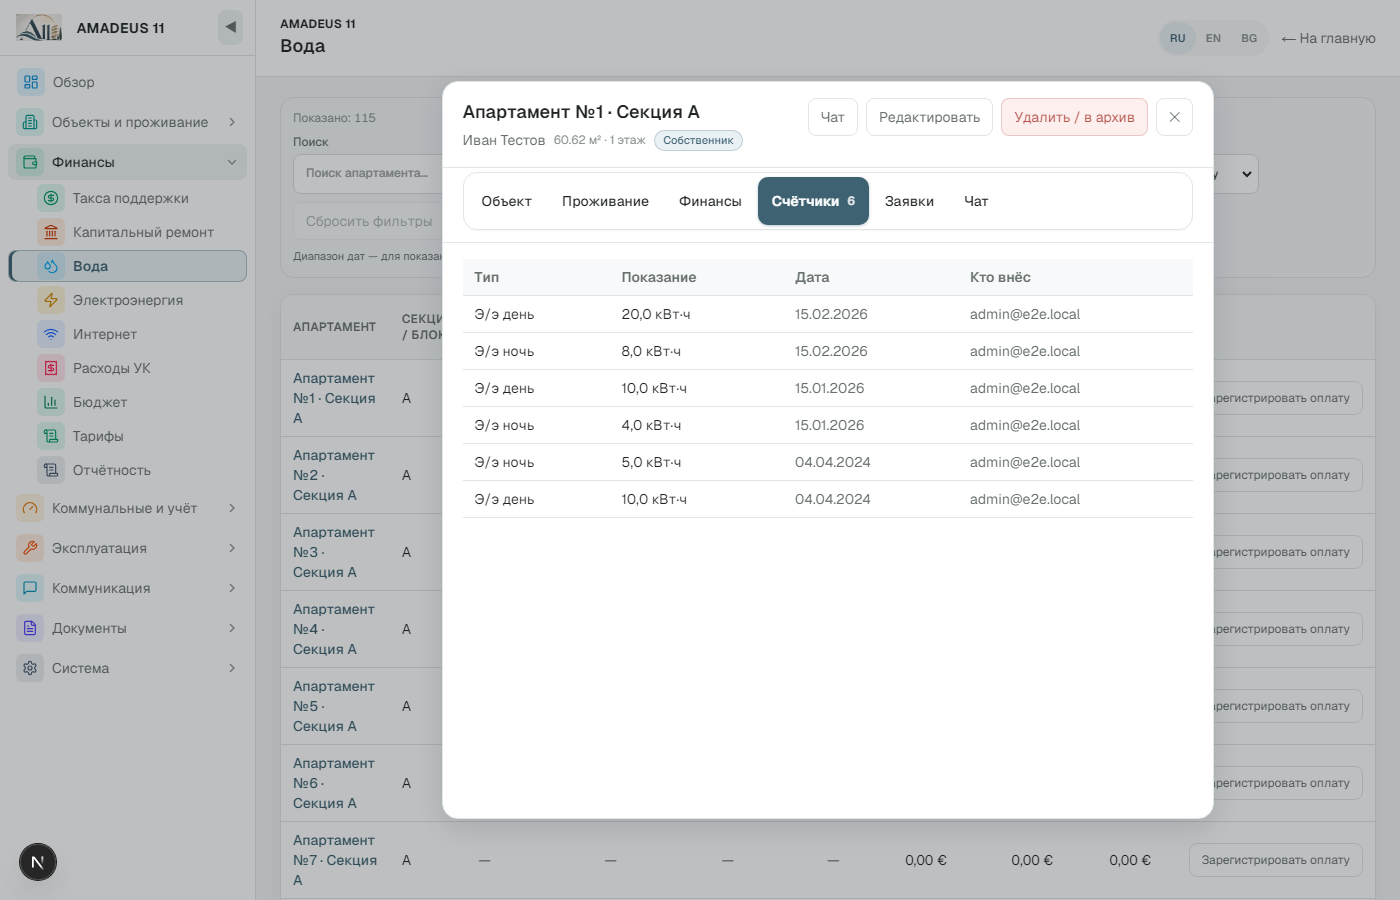 AMADEUS 11
Обзор
Объекты и проживание
Финансы
Такса поддержки
Капитальный ремонт
Вода
Электроэнергия
Интернет
Расходы УК
Бюджет
Тарифы
Отчётность
Коммунальные и учёт
Эксплуатация
Коммуникация
Документы
Система
N
AMADEUS 11
Вода
RU EN BG ← На главную
Показано: 115
Поиск
Поиск апартамента...
Сбросить фильтры
Диапазон дат — для
АПАРТАМЕНТ
Апартамент №1 · Секция А
Иван Тестов 60.62 м² · 1 этаж Собственник
Чат Редактировать Удалить / в архив
Объект Проживание Финансы Счётчики 6 Заявки Чат
Тип Показание Дата Кто внёс
Э/э день 20,0 кВт·ч 15.02.2026 admin@e2e.local
Э/э ночь 8,0 кВт·ч 15.02.2026 admin@e2e.local
Э/э день 10,0 кВт·ч 15.01.2026 admin@e2e.local
Э/э ночь 4,0 кВт·ч 15.01.2026 admin@e2e.local
Э/э ночь 5,0 кВт·ч 04.04.2024 admin@e2e.local
Э/э день 10,0 кВт·ч 04.04.2024 admin@e2e.local
Апартамент
№1 · Секция А
А
Апартамент
№2 · А
Секция А
Апартамент
№3 · А
Секция А
Апартамент
№4 · А
Секция А
Апартамент
№5 · А
Секция А
Апартамент
№6 · А
Секция А
Апартамент
№7 · Секция А — — — — 0,00 € 0,00 € 0,00 € Зарегистрировать оплату
А
оплату
оплату
оплату
оплату
оплату
оплату